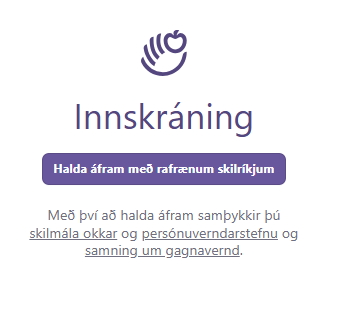 Innskráning
Halda áfram með rafrænum skilríkjum
Með því að halda áfram samþykkir þú
skilmála okkar og persónuverndarstefnu og
samning um gagnavernd.